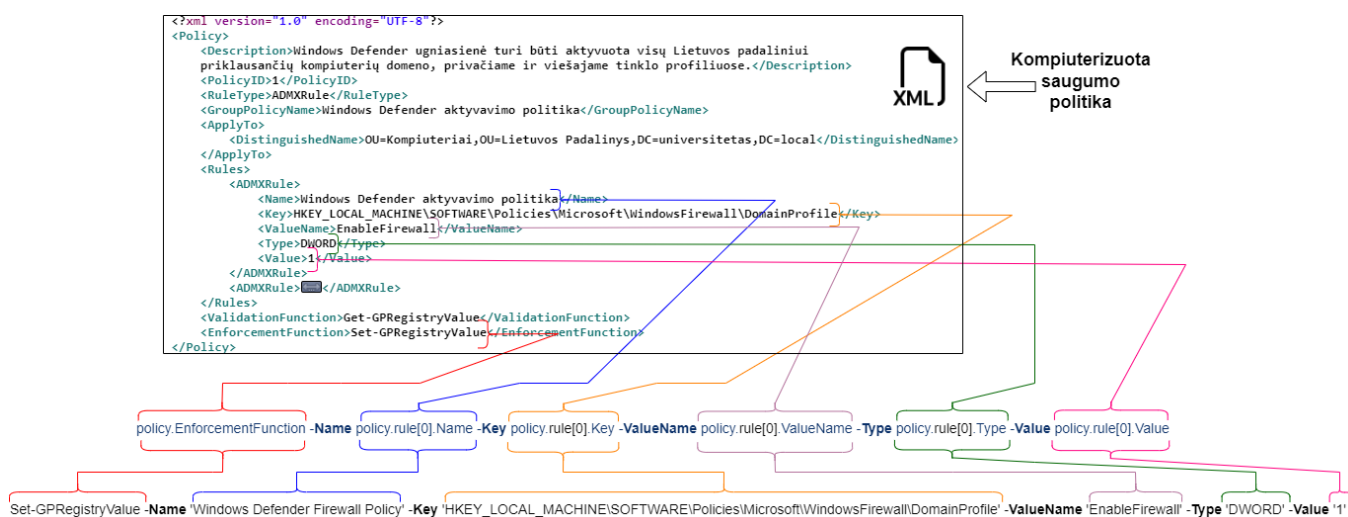 <?xml version="1.0" encoding="UTF-8"?>
<Policy>
<Description>Windows Defender ugniasienė turi būti aktyvuota visų Lietuvos padaliniui
priklausančių kompiuterių domeno, privačiame ir viešajame tinklo profiliuose.</Description>
<PolicyID>1</PolicyID>
<RuleType>ADMXRule</RuleType>
<GroupPolicyName>Windows Defender aktyvavimo politika</GroupPolicyName>
<ApplyTo>
<DistinguishedName>OU=Kompiuteriai,OU=Lietuvos Padalinys,DC=universitetas,DC=local</DistinguishedName>
</ApplyTo>
<Rules>
<ADMXRule>
<Name>Windows Defender aktyvavimo politika</Name>
<Key>HKEY_LOCAL_MACHINE\SOFTWARE\Policies\Microsoft\WindowsFirewall\DomainProfile</Key>
<ValueName>EnableFirewall</ValueName>
<Type>DWORD</Type>
<Value>1</Value>
</ADMXRule>
<ADMXRule></ADMXRule>
</Rules>
<ValidationFunction>Get-GPRegistryValue</ValidationFunction>
<EnforcementFunction>Set-GPRegistryValue</EnforcementFunction>
</Policy>
XML
Kompiuterizuota
saugumo
politika
policy.EnforcementFunction -Name policy.rule[0].Name -Key policy.rule[0].Key -ValueName policy.rule[0].ValueName -Type policy.rule[0].Type -Value policy.rule[0].Value
Set-GPRegistryValue -Name 'Windows Defender Firewall Policy' -Key 'HKEY_LOCAL_MACHINE\SOFTWARE\Policies\Microsoft\WindowsFirewall\DomainProfile' -ValueName 'EnableFirewall' -Type 'DWORD' -Value '1'